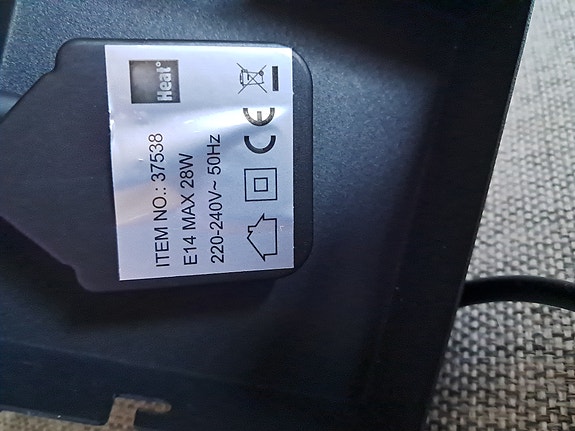 Heat°
ITEM NO.: 37538
E14 MAX 28W
220-240V~ 50Hz
CE